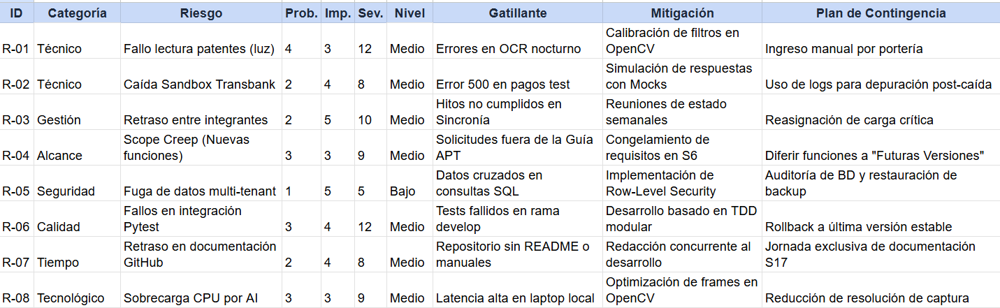 ID Categoría Riesgo Prob. Imp. Sev. Nivel Gatillante Mitigación Plan de Contingencia
R-01 Técnico Fallo lectura patentes (luz) 4 3 12 Medio Errores en OCR nocturno Calibración de filtros en OpenCV Ingreso manual por portería
R-02 Técnico Caída Sandbox Transbank 2 4 8 Medio Error 500 en pagos test Simulación de respuestas con Mocks Uso de logs para depuración post-caída
R-03 Gestión Retraso entre integrantes 2 5 10 Medio Hitos no cumplidos en Sincronía Reuniones de estado semanales Reasignación de carga crítica
R-04 Alcance Scope Creep (Nuevas funciones) 3 3 9 Medio Solicitudes fuera de la Guía APT Congelamiento de requisitos en S6 Diferir funciones a "Futuras Versiones"
R-05 Seguridad Fuga de datos multi-tenant 1 5 5 Bajo Datos cruzados en consultas SQL Implementación de Row-Level Security Auditoría de BD y restauración de backup
R-06 Calidad Fallos en integración Pytest 3 4 12 Medio Tests fallidos en rama develop Desarrollo basado en TDD modular Rollback a última versión estable
R-07 Tiempo Retraso en documentación GitHub 2 4 8 Medio Repositorio sin README o manuales Redacción concurrente al desarrollo Jornada exclusiva de documentación S17
R-08 Tecnológico Sobrecarga CPU por AI 3 3 9 Medio Latencia alta en laptop local Optimización de frames en OpenCV Reducción de resolución de captura